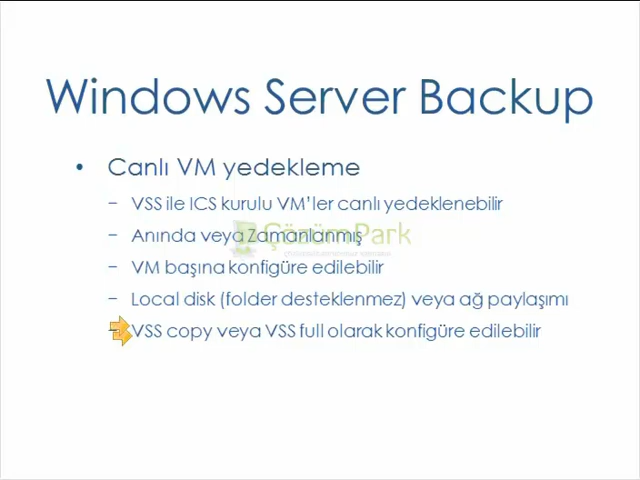 Windows Server Backup
• Canlı VM yedekleme
– VSS ile ICS kurulu VM'ler canlı yedeklenebilir
– Anında veya Zamanlanmış
ÇözümPark
– VM başına konfigüre edilebilir
– Local disk (folder desteklenmez) veya ağ paylaşımı
– VSS copy veya VSS full olarak konfigüre edilebilir